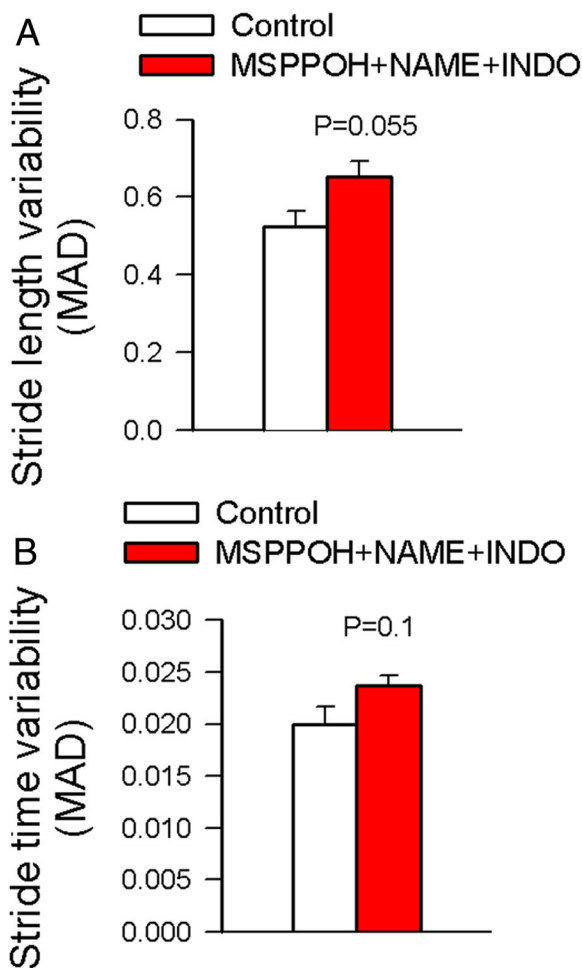 A
Control
MSPPOH+NAME+INDO
Stride length variability
(MAD)
P=0.055
0.8
0.6
0.4
0.2
0.0
B
Control
MSPPOH+NAME+INDO
Stride time variability
(MAD)
P=0.1
0.030
0.025
0.020
0.015
0.010
0.005
0.000